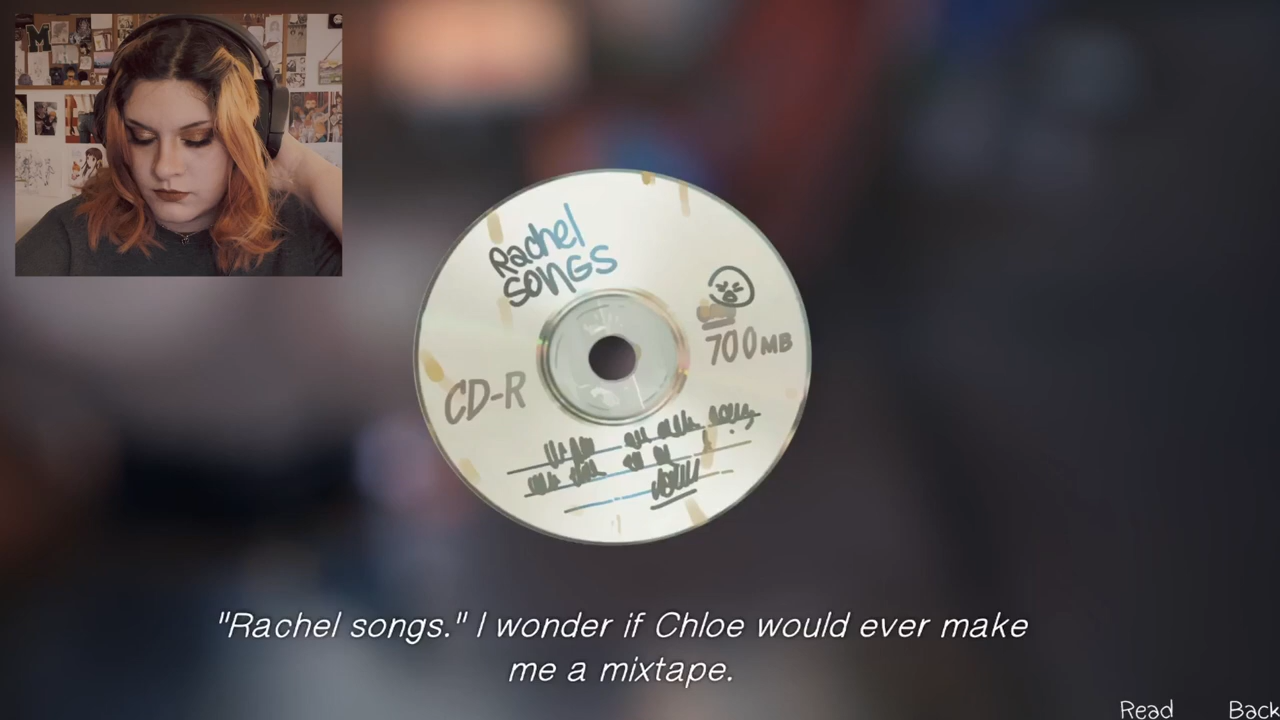 M
Rachel
SONGS
700MB
CD-R
"Rachel songs." I wonder if Chloe would ever make
me a mixtape.
Read Back